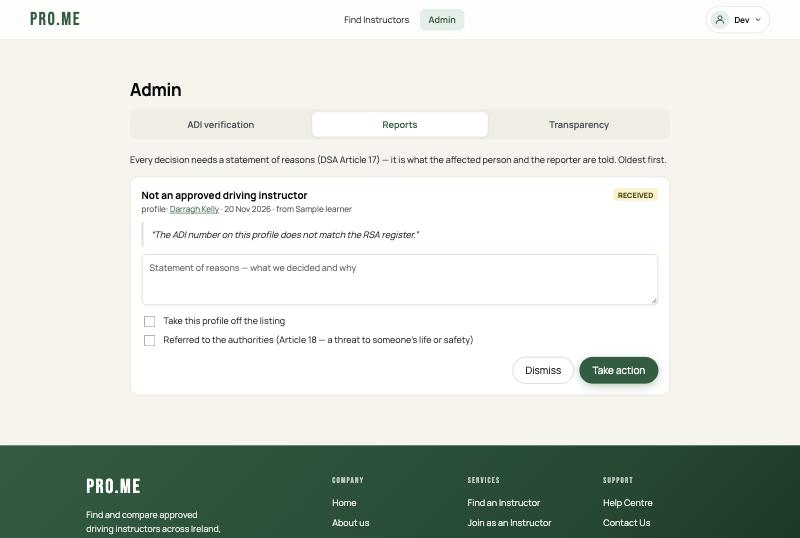 PRO.ME
Find Instructors
Admin
Dev
Admin
ADI verification
Reports
Transparency
Every decision needs a statement of reasons (DSA Article 17) — it is what the affected person and the reporter are told. Oldest first.
Not an approved driving instructor
RECEIVED
profile: Darragh Kelly · 20 Nov 2026 · from Sample learner
"The ADI number on this profile does not match the RSA register."
Statement of reasons — what we decided and why
Take this profile off the listing
Referred to the authorities (Article 18 — a threat to someone's life or safety)
Dismiss
Take action
PRO.ME
Find and compare approved
driving instructors across Ireland,
COMPANY
Home
About us
SERVICES
Find an Instructor
Join as an Instructor
SUPPORT
Help Centre
Contact Us